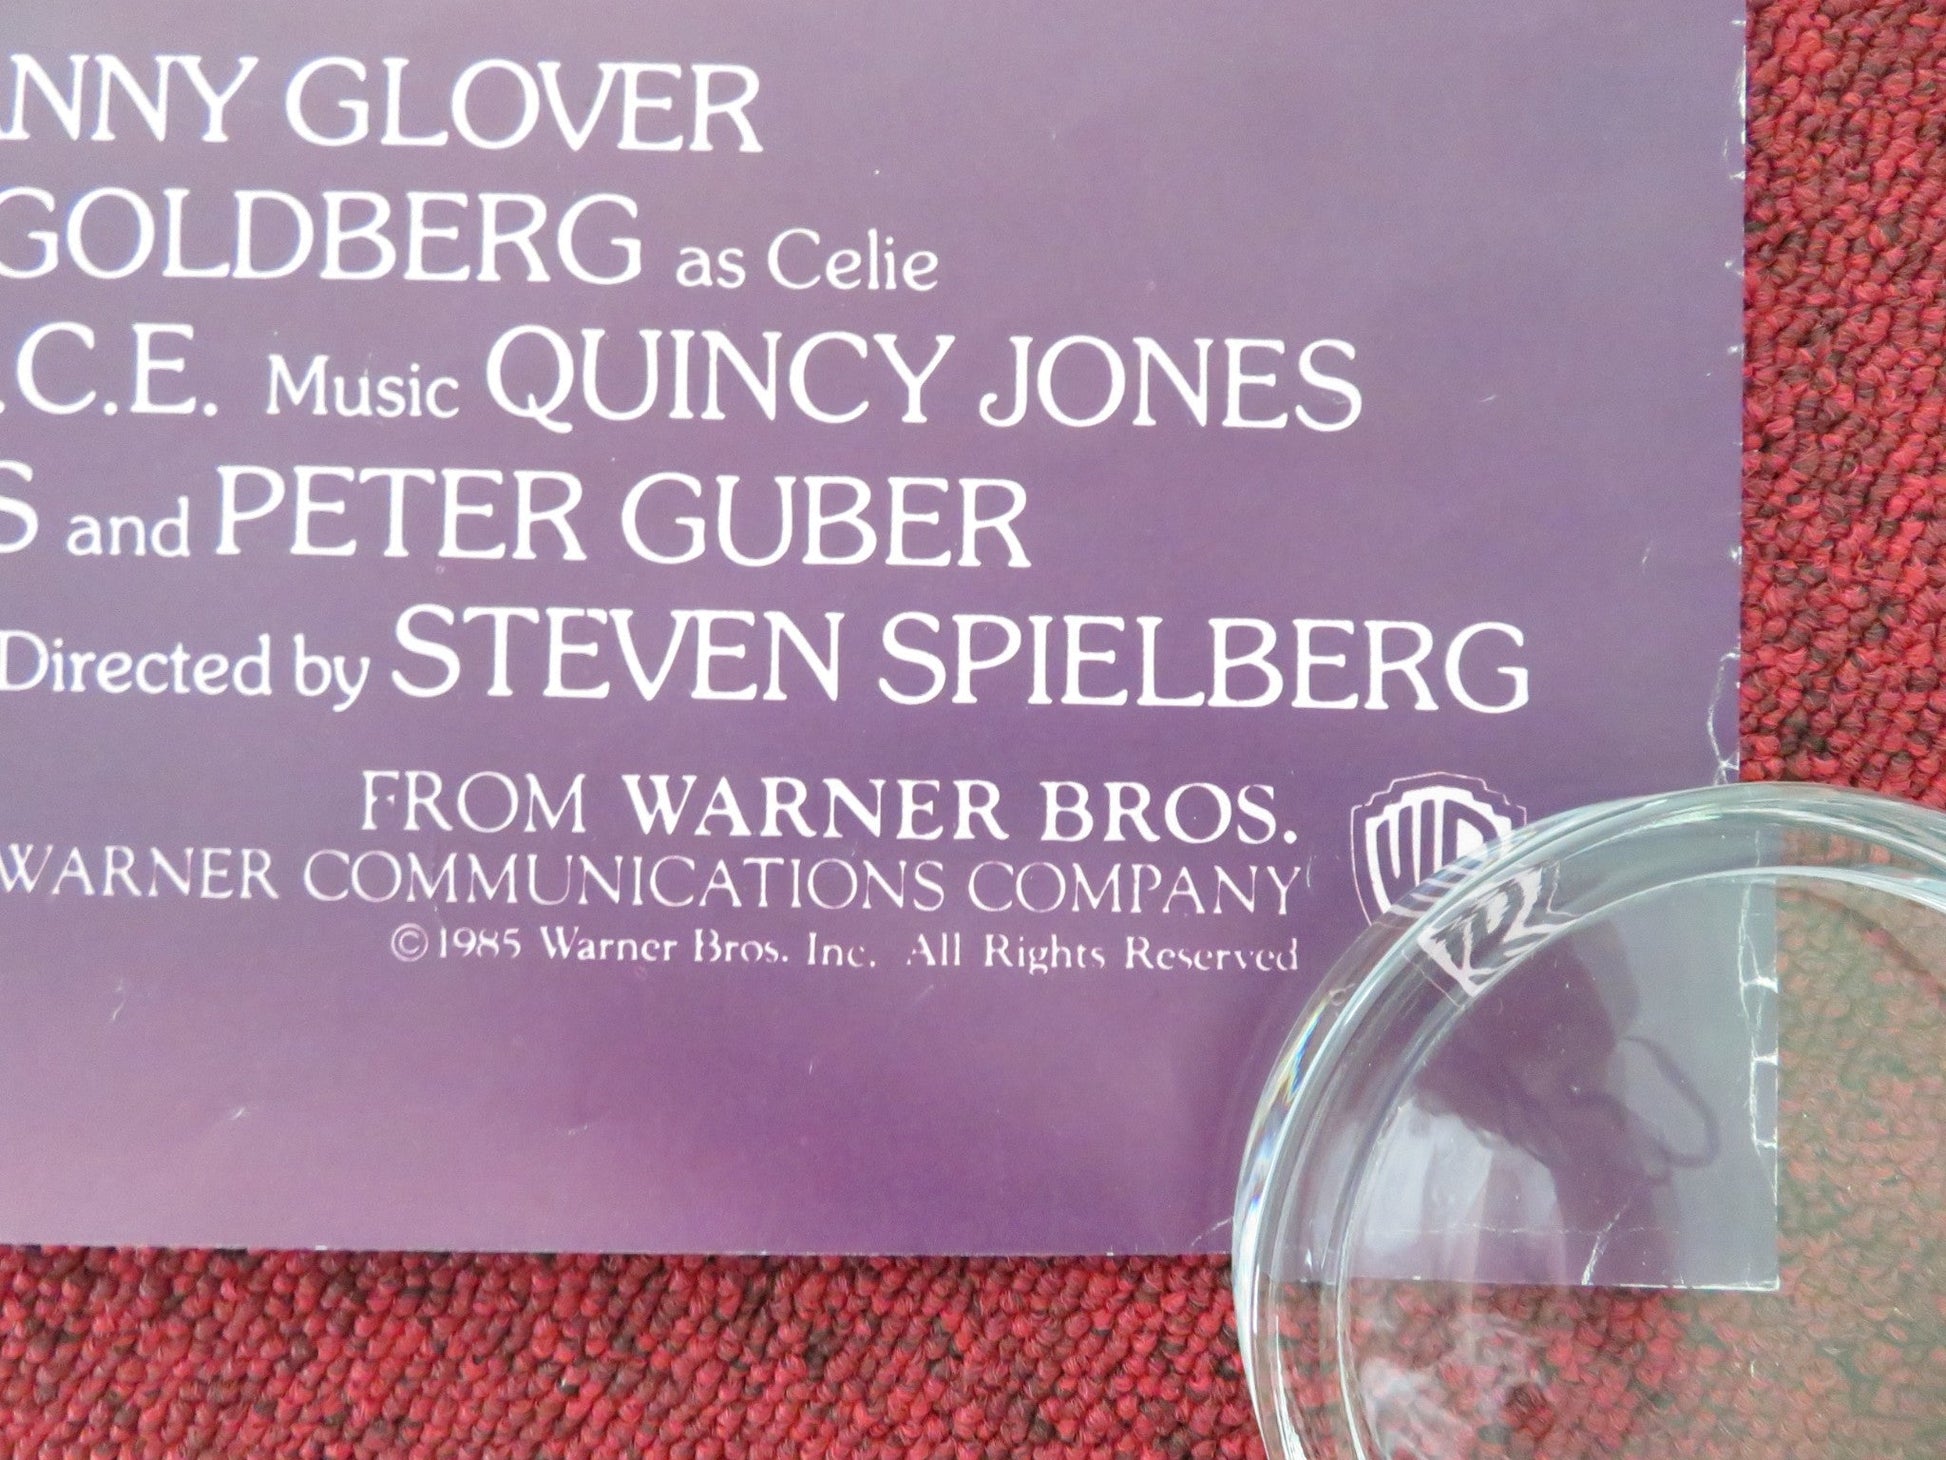 ANNY GLOVER
GOLDBERG as Celie
.C.E. Music QUINCY JONES
S and PETER GUBER
Directed by STEVEN SPIELBERG
FROM WARNER BROS.
WARNER COMMUNICATIONS COMPANY
© 1985 Warner Bros. Inc. All Rights Reserved